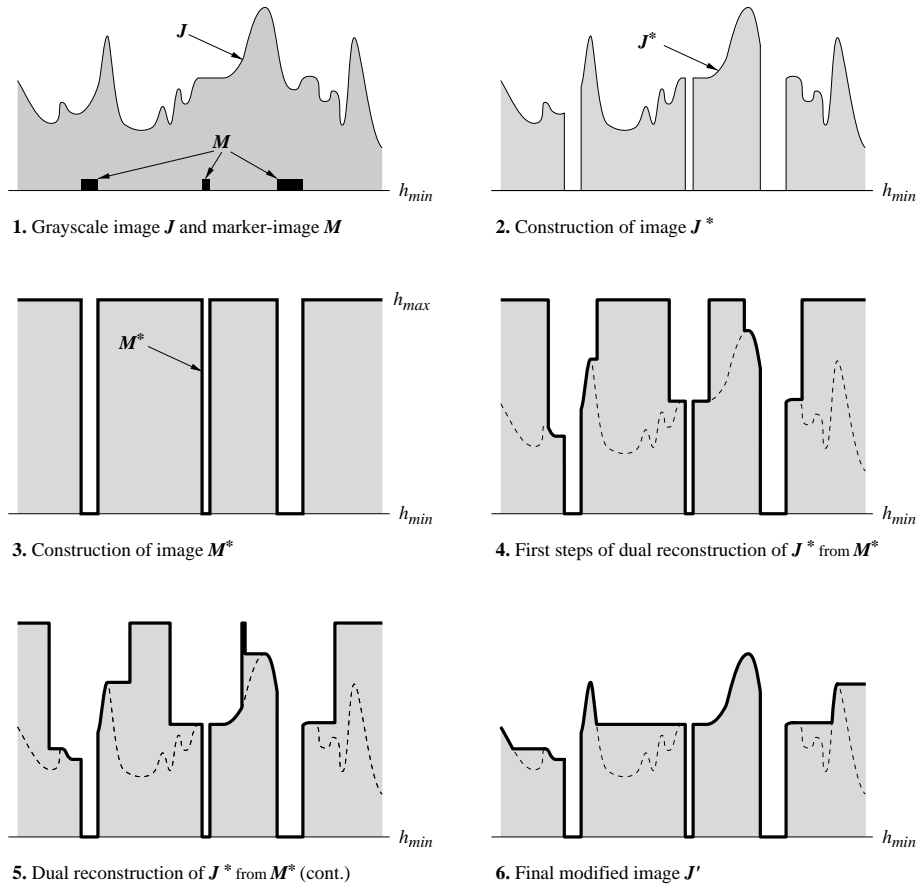 J
M
h_min
1. Grayscale image J and marker-image M
J*
h_min
2. Construction of image J *
h_max
M*
h_min
3. Construction of image M*
h_min
4. First steps of dual reconstruction of J * from M*
h_min
5. Dual reconstruction of J * from M* (cont.)
h_min
6. Final modified image J'